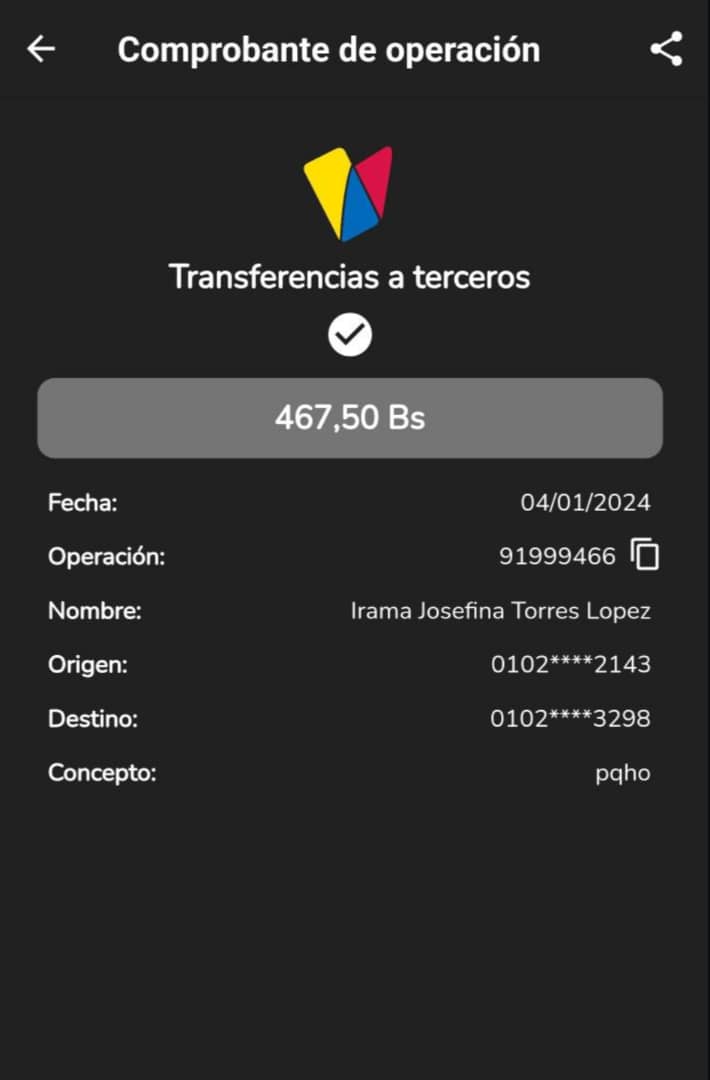 Comprobante de operación
Transferencias a terceros
467,50 Bs
Fecha: 04/01/2024
Operación: 91999466
Nombre: Irama Josefina Torres Lopez
Origen: 0102****2143
Destino: 0102****3298
Concepto: pqho